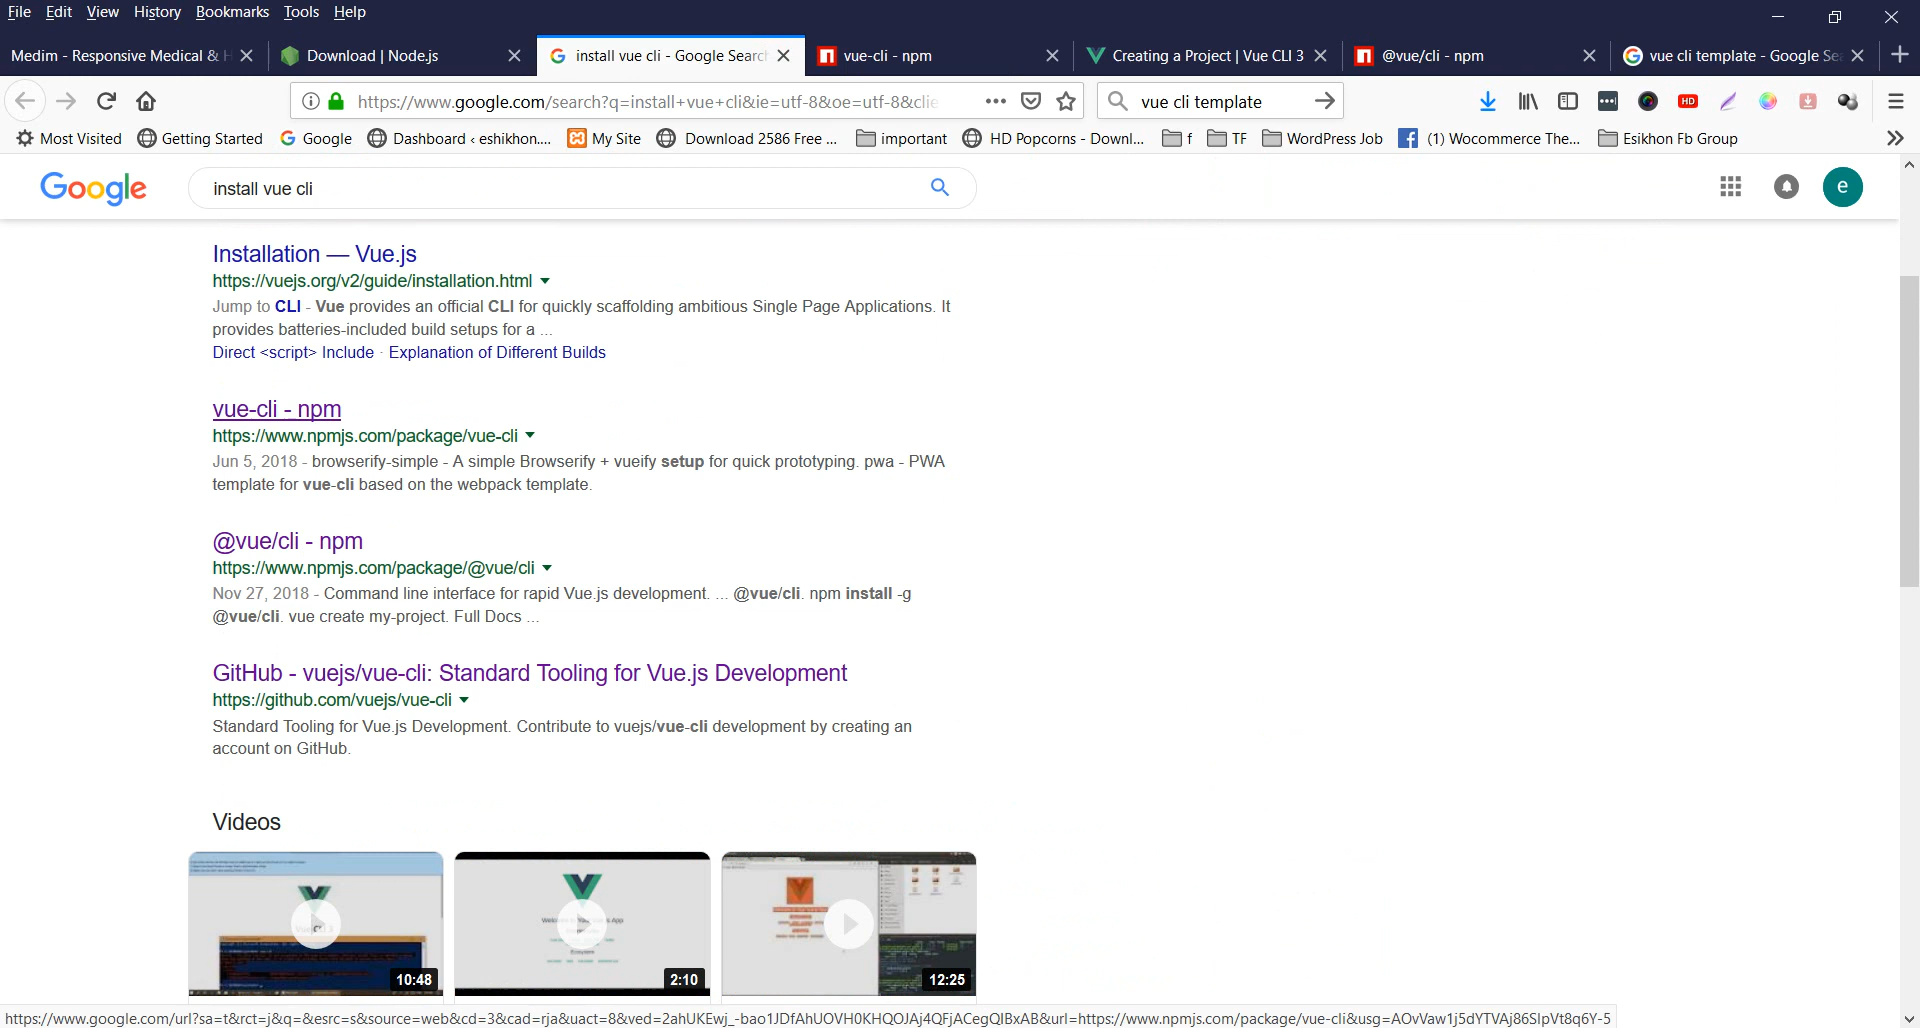 File Edit View History Bookmarks Tools Help
Medim - Responsive Medical & H
Download | Node.js
install vue cli - Google Search
vue-cli - npm
Creating a Project | Vue CLI 3
@vue/cli - npm
vue cli template - Google Se
https://www.google.com/search?q=install+vue+cli&ie=utf-8&oe=utf-8&clie
vue cli template
HD
Most Visited
Getting Started
Google
Dashboard ‹ eshikhon....
My Site
Download 2586 Free ...
important
HD Popcorns - Downl...
f
TF
WordPress Job
(1) Wocommerce The...
Esikhon Fb Group
Google
install vue cli
e
Installation — Vue.js
https://vuejs.org/v2/guide/installation.html
Jump to CLI - Vue provides an official CLI for quickly scaffolding ambitious Single Page Applications. It
provides batteries-included build setups for a ...
Direct <script> Include · Explanation of Different Builds
vue-cli - npm
https://www.npmjs.com/package/vue-cli
Jun 5, 2018 - browserify-simple - A simple Browserify + vueify setup for quick prototyping. pwa - PWA
template for vue-cli based on the webpack template.
@vue/cli - npm
https://www.npmjs.com/package/@vue/cli
Nov 27, 2018 - Command line interface for rapid Vue.js development. ... @vue/cli. npm install -g
@vue/cli. vue create my-project. Full Docs ...
GitHub - vuejs/vue-cli: Standard Tooling for Vue.js Development
https://github.com/vuejs/vue-cli
Standard Tooling for Vue.js Development. Contribute to vuejs/vue-cli development by creating an
account on GitHub.
Videos
10:48
2:10
12:25
https://www.google.com/url?sa=t&rct=j&q=&esrc=s&source=web&cd=3&cad=rja&uact=8&ved=2ahUKEwj_-bao1JDfAhUOVH0KHQOJAj4QFjACegQIBxAB&url=https://www.npmjs.com/package/vue-cli&usg=AOvVaw1j5dYTVAj86SIpVt8q6Y-5